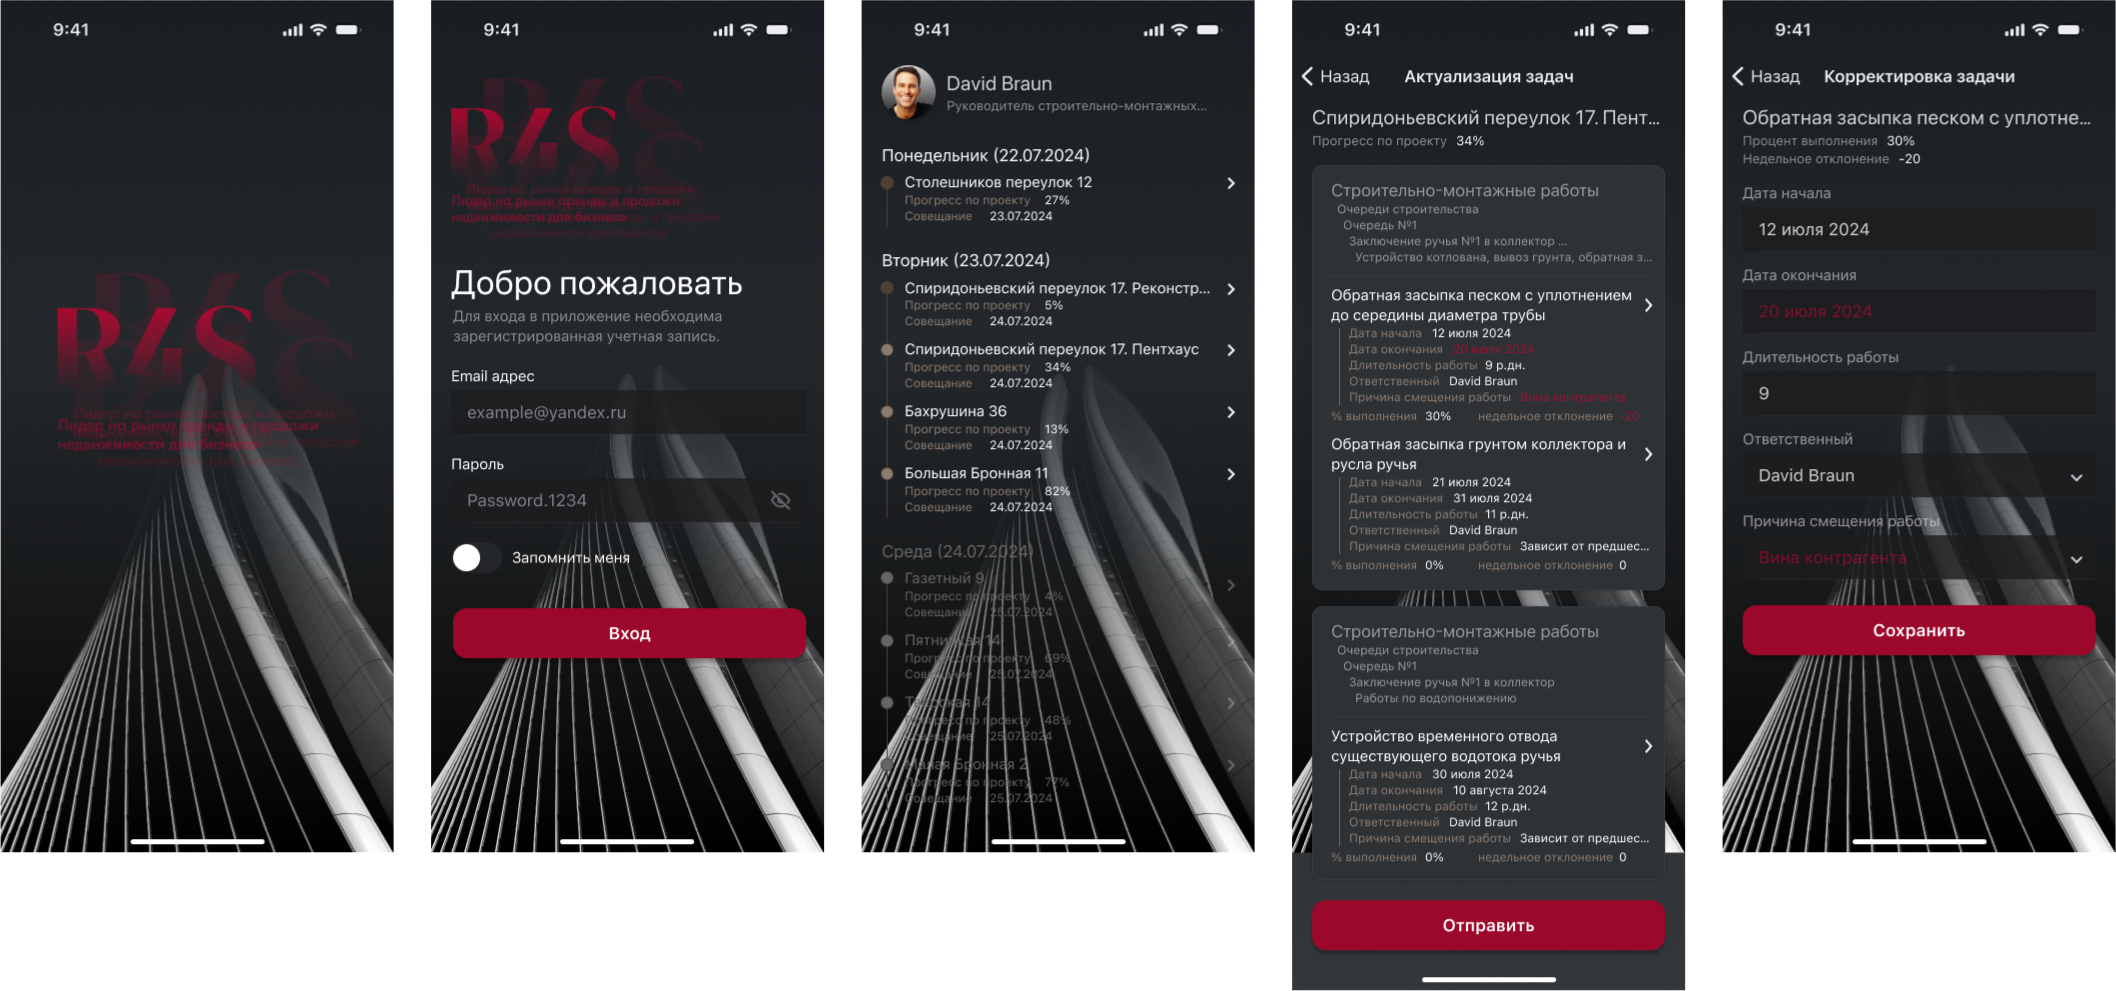 9:41
R4S
Лидер на рынке аренды и продажи
недвижимости для бизнеса
9:41
R4S
Лидер на рынке аренды и продажи
недвижимости для бизнеса
Добро пожаловать
Для входа в приложение необходима
зарегистрированная учетная запись.
Email адрес
example@yandex.ru
Пароль
Password.1234
Запомнить меня
Вход
9:41
David Braun
Руководитель строительно-монтажных...
Понедельник (22.07.2024)
Столешников переулок 12
Прогресс по проекту 27%
Совещание 23.07.2024
Вторник (23.07.2024)
Спиридоньевский переулок 17. Реконстр...
Прогресс по проекту 5%
Совещание 24.07.2024
Спиридоньевский переулок 17. Пентхаус
Прогресс по проекту 34%
Совещание 24.07.2024
Бахрушина 36
Прогресс по проекту 13%
Совещание 24.07.2024
Большая Бронная 11
Прогресс по проекту 82%
Совещание 24.07.2024
Среда (24.07.2024)
Газетный 9
Прогресс по проекту 4%
Совещание 25.07.2024
Пятницкая 14
Прогресс по проекту 69%
Совещание 25.07.2024
Тверская 14
Прогресс по проекту 48%
Совещание 25.07.2024
Малая Бронная 2
Прогресс по проекту 77%
Совещание 25.07.2024
9:41
Назад Актуализация задач
Спиридоньевский переулок 17. Пент...
Прогресс по проекту 34%
Строительно-монтажные работы
Очереди строительства
Очередь №1
Заключение ручья №1 в коллектор ...
Устройство котлована, вывоз грунта, обратная з...
Обратная засыпка песком с уплотнением
до середины диаметра трубы
Дата начала 12 июля 2024
Дата окончания 20 июля 2024
Длительность работы 9 р.дн.
Ответственный David Braun
Причина смещения работы Вина контрагента
% выполнения 30% недельное отклонение -20
Обратная засыпка грунтом коллектора и
русла ручья
Дата начала 21 июля 2024
Дата окончания 31 июля 2024
Длительность работы 11 р.дн.
Ответственный David Braun
Причина смещения работы Зависит от предшес...
% выполнения 0% недельное отклонение 0
Строительно-монтажные работы
Очереди строительства
Очередь №1
Заключение ручья №1 в коллектор
Работы по водопонижению
Устройство временного отвода
существующего водотока ручья
Дата начала 30 июля 2024
Дата окончания 10 августа 2024
Длительность работы 12 р.дн.
Ответственный David Braun
Причина смещения работы Зависит от предшес...
% выполнения 0% недельное отклонение 0
Отправить
9:41
Назад Корректировка задачи
Обратная засыпка песком с уплотне...
Процент выполнения 30%
Недельное отклонение -20
Дата начала
12 июля 2024
Дата окончания
20 июля 2024
Длительность работы
9
Ответственный
David Braun
Причина смещения работы
Вина контрагента
Сохранить